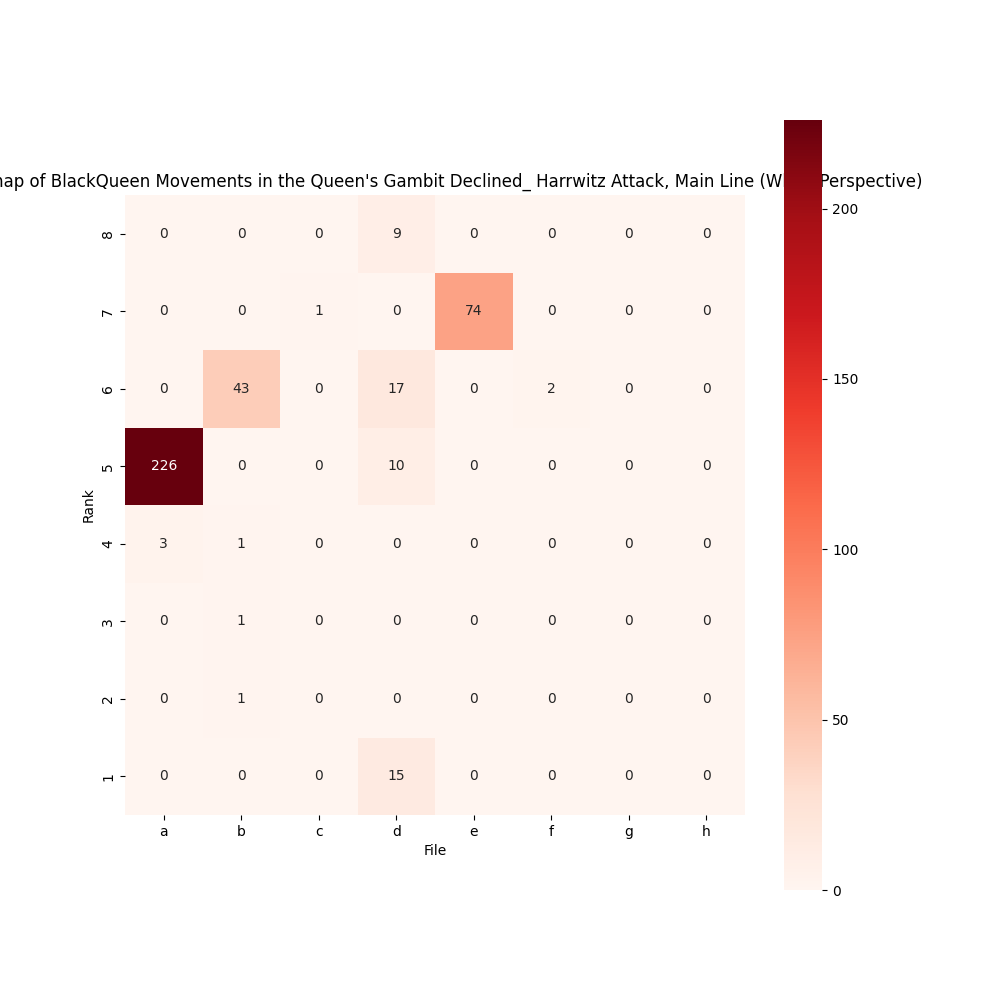 of BlackQueen Movements in the Queen's Gambit Declined_ Harrwitz Attack, Main Line (W Perspective)
200
8 0 0 0 9 0 0 0 0
7 0 0 1 0 74 0 0 0
150
6 0 43 0 17 0 2 0 0
5 226 0 0 10 0 0 0 0
Rank
100
4 3 1 0 0 0 0 0 0
3 0 1 0 0 0 0 0 0
2 0 1 0 0 0 0 0 0
50
1 0 0 0 15 0 0 0 0
a b c d e f g h
File
0